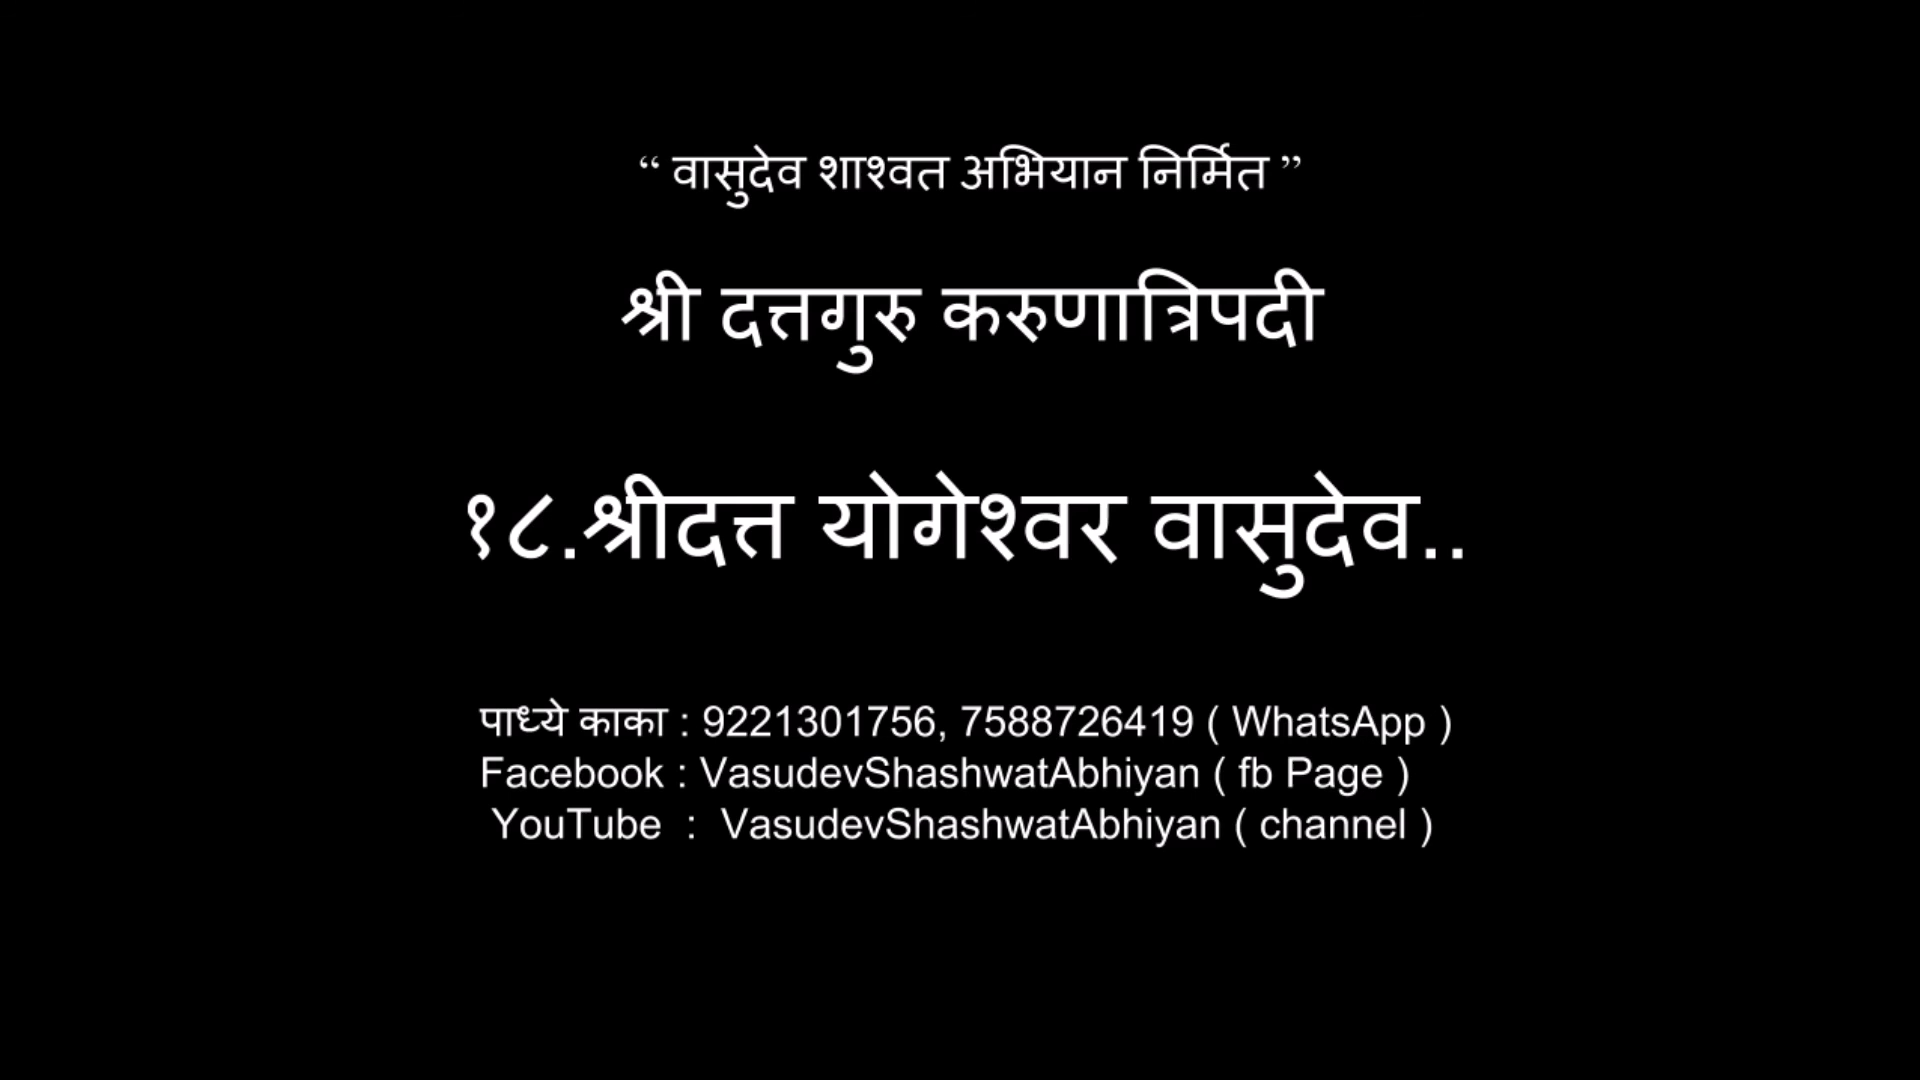 “ वासुदेव शाश्वत अभियान निर्मित ”
श्री दत्तगुरु करुणात्रिपदी
१८.श्रीदत्त योगेश्वर वासुदेव..
पाध्ये काका : 9221301756, 7588726419 ( WhatsApp )
Facebook : VasudevShashwatAbhiyan ( fb Page )
YouTube : VasudevShashwatAbhiyan ( channel )